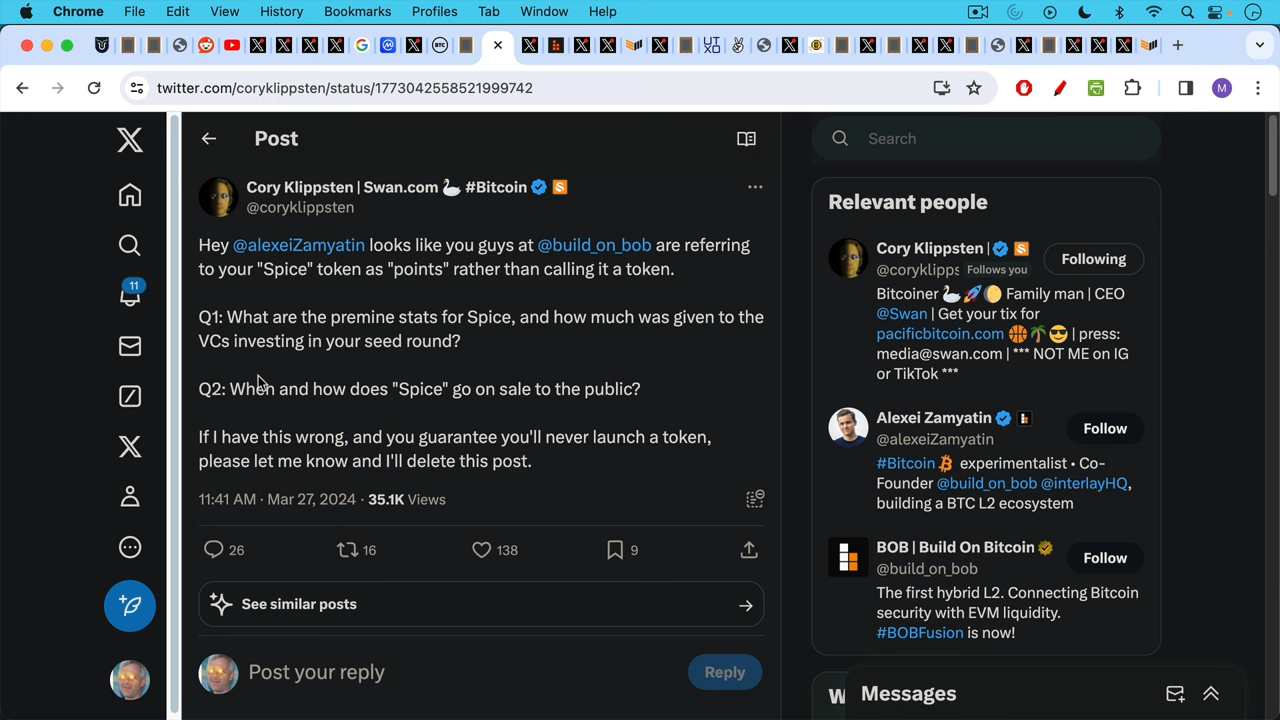 Chrome File Edit View History Bookmarks Profiles Tab Window Help
twitter.com/coryklippsten/status/1773042558521999742
M
Post
Search
Cory Klippsten | Swan.com 🦢 #Bitcoin
@coryklippsten
Hey @alexeiZamyatin looks like you guys at @build_on_bob are referring
to your "Spice" token as "points" rather than calling it a token.
Q1: What are the premine stats for Spice, and how much was given to the
VCs investing in your seed round?
Q2: When and how does "Spice" go on sale to the public?
If I have this wrong, and you guarantee you'll never launch a token,
please let me know and I'll delete this post.
11:41 AM · Mar 27, 2024 · 35.1K Views
26 16 138 9
See similar posts
Post your reply
Reply
11
Relevant people
Cory Klippsten |
@coryklipps Follows you
Following
Bitcoiner 🦢🚀🌔 Family man | CEO
@Swan | Get your tix for
pacificbitcoin.com 🏀🌴😎 | press:
media@swan.com | *** NOT ME on IG
or TikTok ***
Alexei Zamyatin
@alexeiZamyatin
Follow
#Bitcoin experimentalist • Co-
Founder @build_on_bob @interlayHQ,
building a BTC L2 ecosystem
BOB | Build On Bitcoin
@build_on_bob
Follow
The first hybrid L2. Connecting Bitcoin
security with EVM liquidity.
#BOBFusion is now!
W
Messages